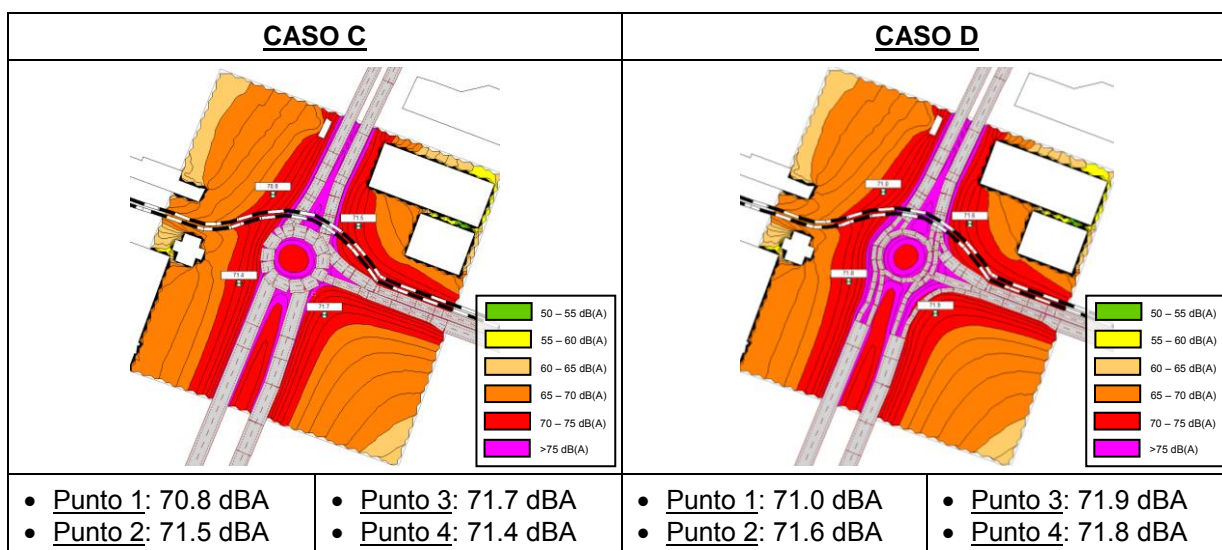 CASO C
CASO D
70.8
71.5
71.4
71.7
50 – 55 dB(A)
55 – 60 dB(A)
60 – 65 dB(A)
65 – 70 dB(A)
70 – 75 dB(A)
>75 dB(A)
71.0
71.6
71.8
71.9
50 – 55 dB(A)
55 – 60 dB(A)
60 – 65 dB(A)
65 – 70 dB(A)
70 – 75 dB(A)
>75 dB(A)
• Punto 1: 70.8 dBA
• Punto 2: 71.5 dBA
• Punto 3: 71.7 dBA
• Punto 4: 71.4 dBA
• Punto 1: 71.0 dBA
• Punto 2: 71.6 dBA
• Punto 3: 71.9 dBA
• Punto 4: 71.8 dBA